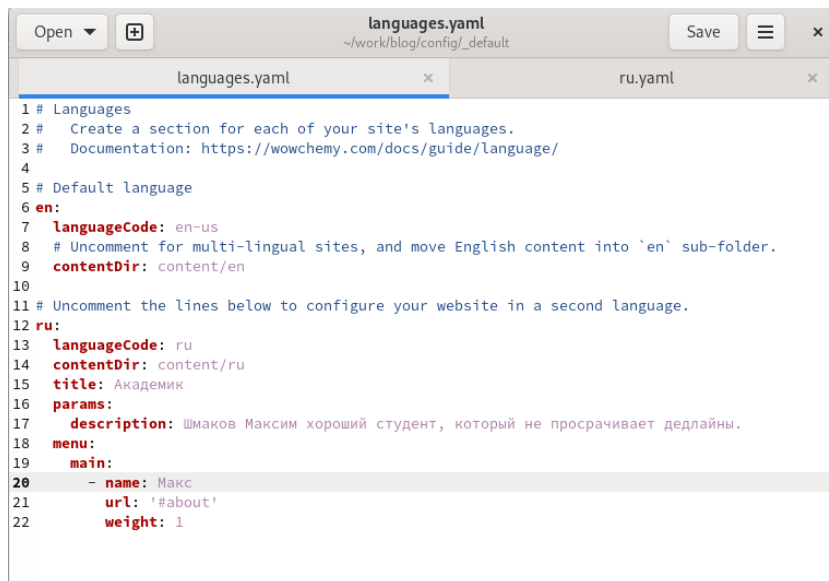 Open
languages.yaml
~/work/blog/config/_default
Save
languages.yaml
ru.yaml
1 # Languages
2 #   Create a section for each of your site's languages.
3 #   Documentation: https://wowchemy.com/docs/guide/language/
4
5 # Default language
6 en:
7   languageCode: en-us
8   # Uncomment for multi-lingual sites, and move English content into `en` sub-folder.
9   contentDir: content/en
10
11 # Uncomment the lines below to configure your website in a second language.
12 ru:
13   languageCode: ru
14   contentDir: content/ru
15   title: Академик
16   params:
17     description: Шмаков Максим хороший студент, который не просрачивает дедлайны.
18   menu:
19     main:
20       - name: Макс
21         url: '#about'
22         weight: 1